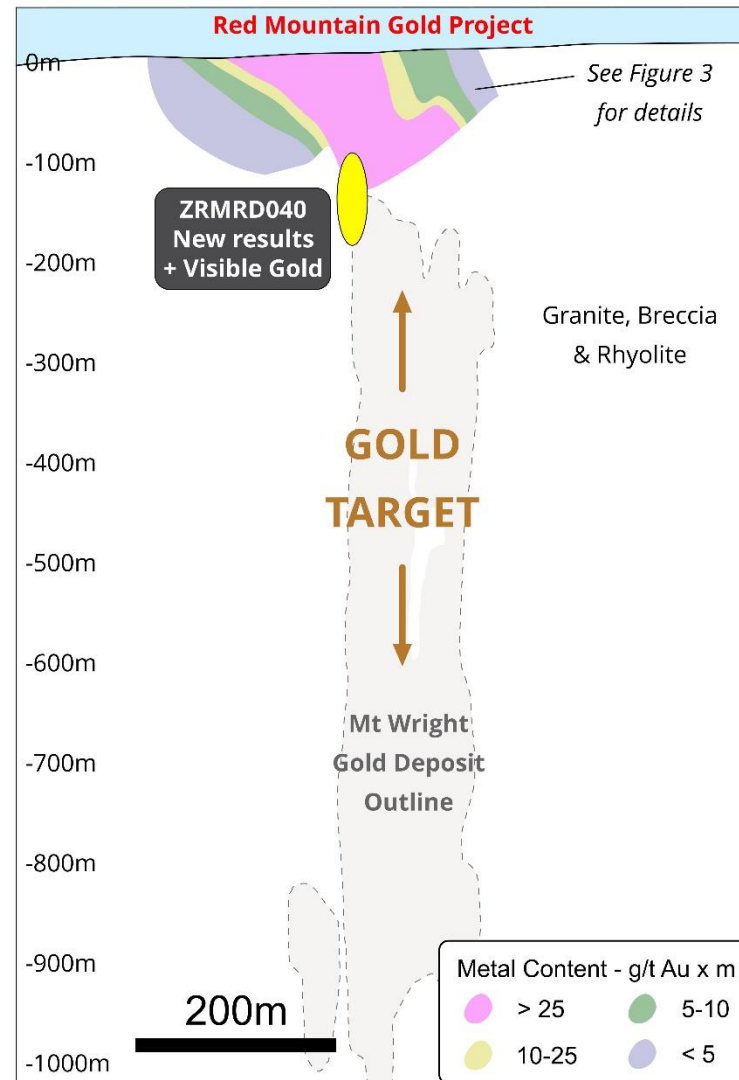 Red Mountain Gold Project
0m
See Figure 3
for details
-100m
ZRMRD040
New results
+ Visible Gold
-200m
Granite, Breccia
& Rhyolite
-300m
GOLD
-400m
TARGET
-500m
-600m
Mt Wright
Gold Deposit
Outline
-700m
-800m
-900m
200m
-1000m
Metal Content - g/t Au x m
> 25
5-10
10-25
< 5